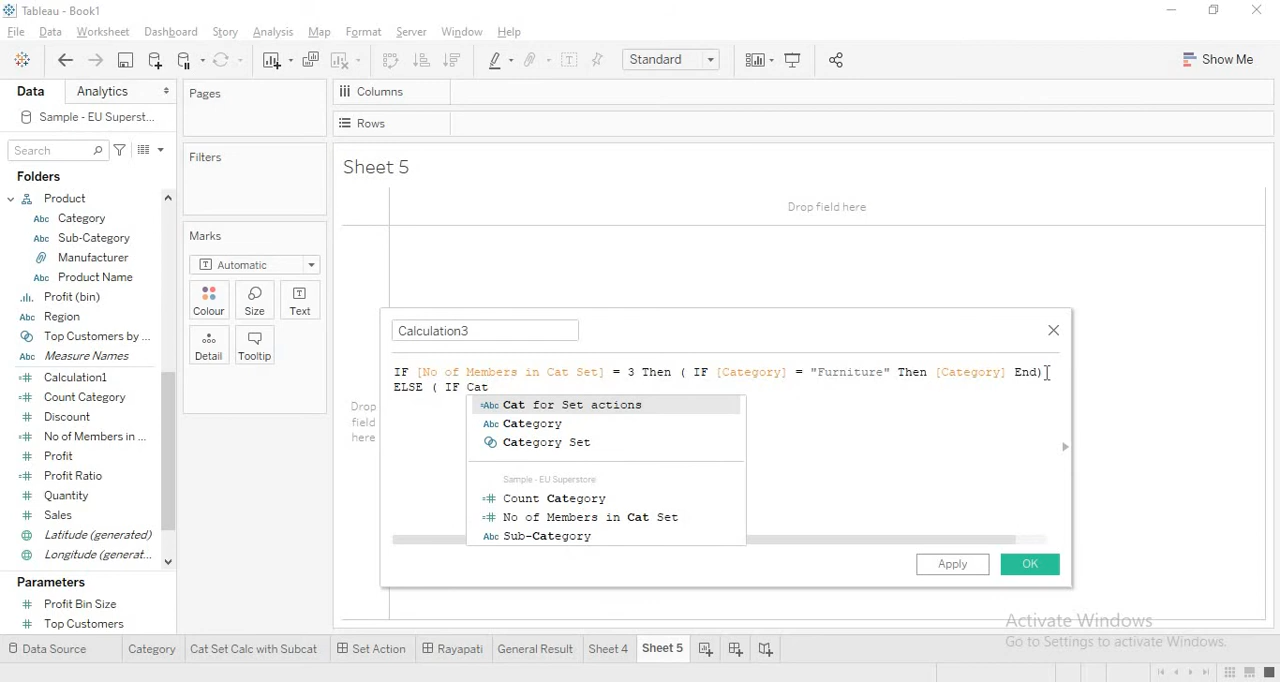 Tableau - Book1
File Data Worksheet Dashboard Story Analysis Map Format Server Window Help
Standard
Show Me
Data Analytics
Sample - EU Superst...
Search
Folders
Product
Category
Sub-Category
Manufacturer
Product Name
Profit (bin)
Region
Top Customers by ...
Measure Names
Calculation1
Count Category
Discount
No of Members in ...
Profit
Profit Ratio
Quantity
Sales
Latitude (generated)
Longitude (generat...
Parameters
Profit Bin Size
Top Customers
Pages
Filters
Marks
Automatic
Colour Size Text
Detail Tooltip
Columns
Rows
Sheet 5
Drop field here
Drop
field
here
Calculation3
IF [No of Members in Cat Set] = 3 Then ( IF [Category] = "Furniture" Then [Category] End)
ELSE ( IF Cat
Cat for Set actions
Category
Category Set
Sample - EU Superstore
Count Category
No of Members in Cat Set
Sub-Category
Apply OK
Activate Windows
Go to Settings to activate Windows.
Data Source Category Cat Set Calc with Subcat Set Action Rayapati General Result Sheet 4 Sheet 5